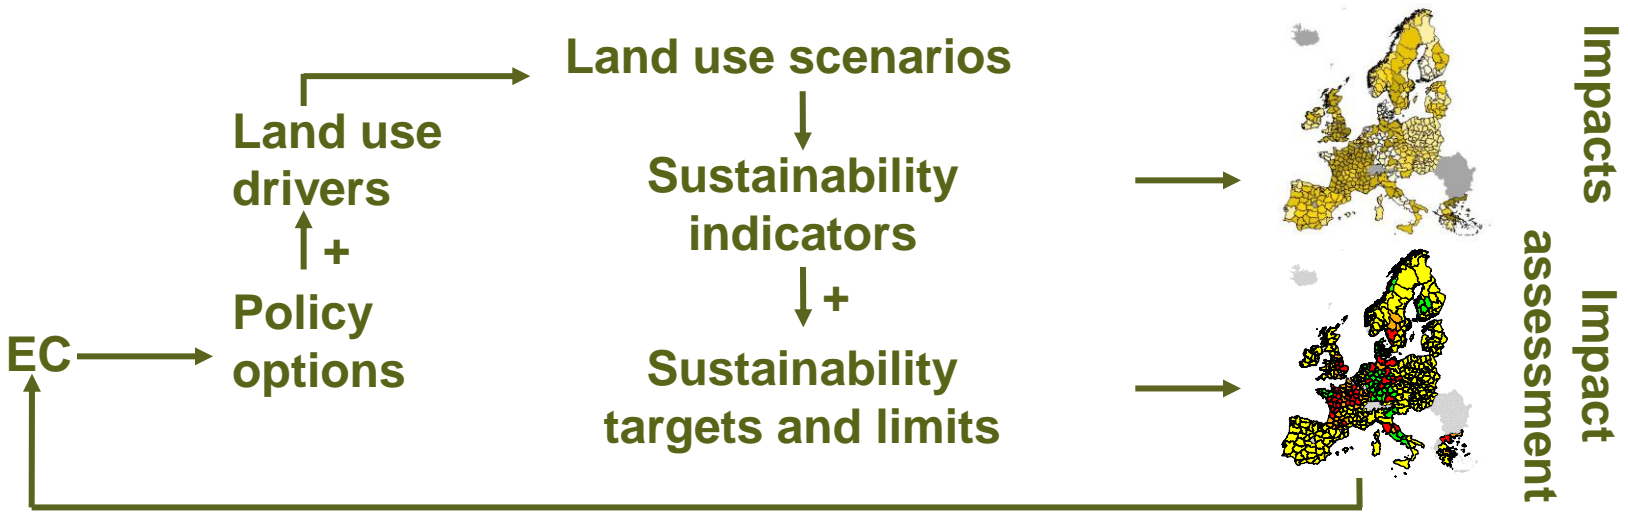 EC
Policy
options
+
Land use
drivers
Land use scenarios
Sustainability
indicators
+
Sustainability
targets and limits
Impacts
Impact
assessment